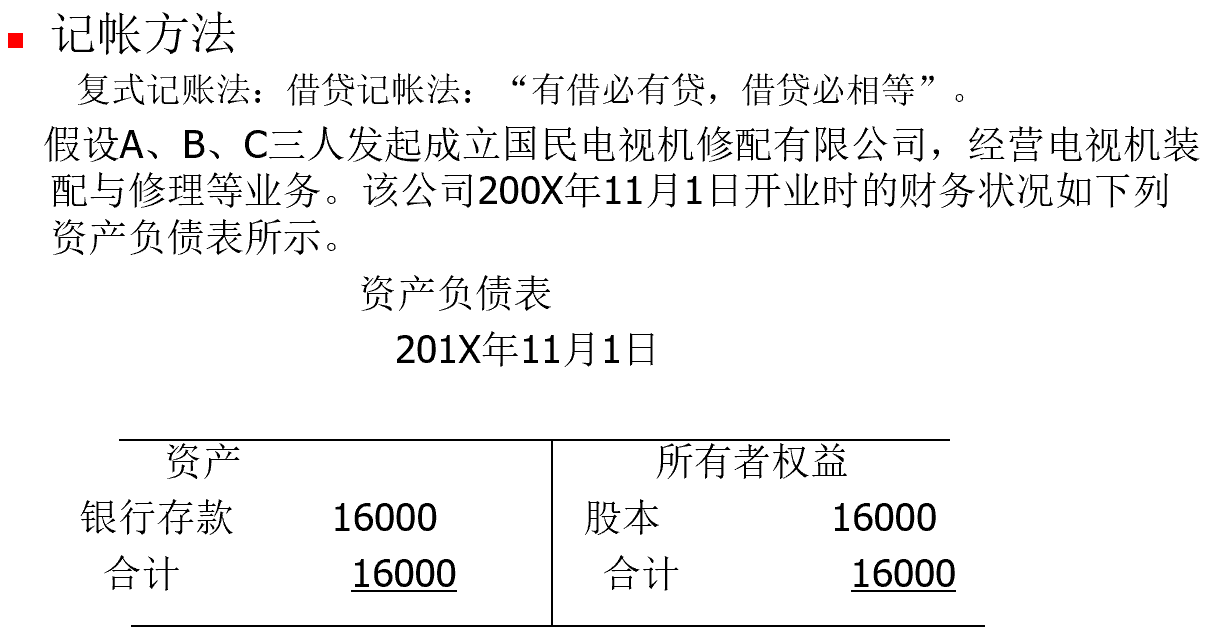 记帐方法
复式记账法：借贷记帐法：“有借必有贷，借贷必相等”。
假设A、B、C三人发起成立国民电视机修配有限公司，经营电视机装
配与修理等业务。该公司200X年11月1日开业时的财务状况如下列
资产负债表所示。
资产负债表
201X年11月1日
资产 所有者权益
银行存款 16000 股本 16000
合计 16000 合计 16000